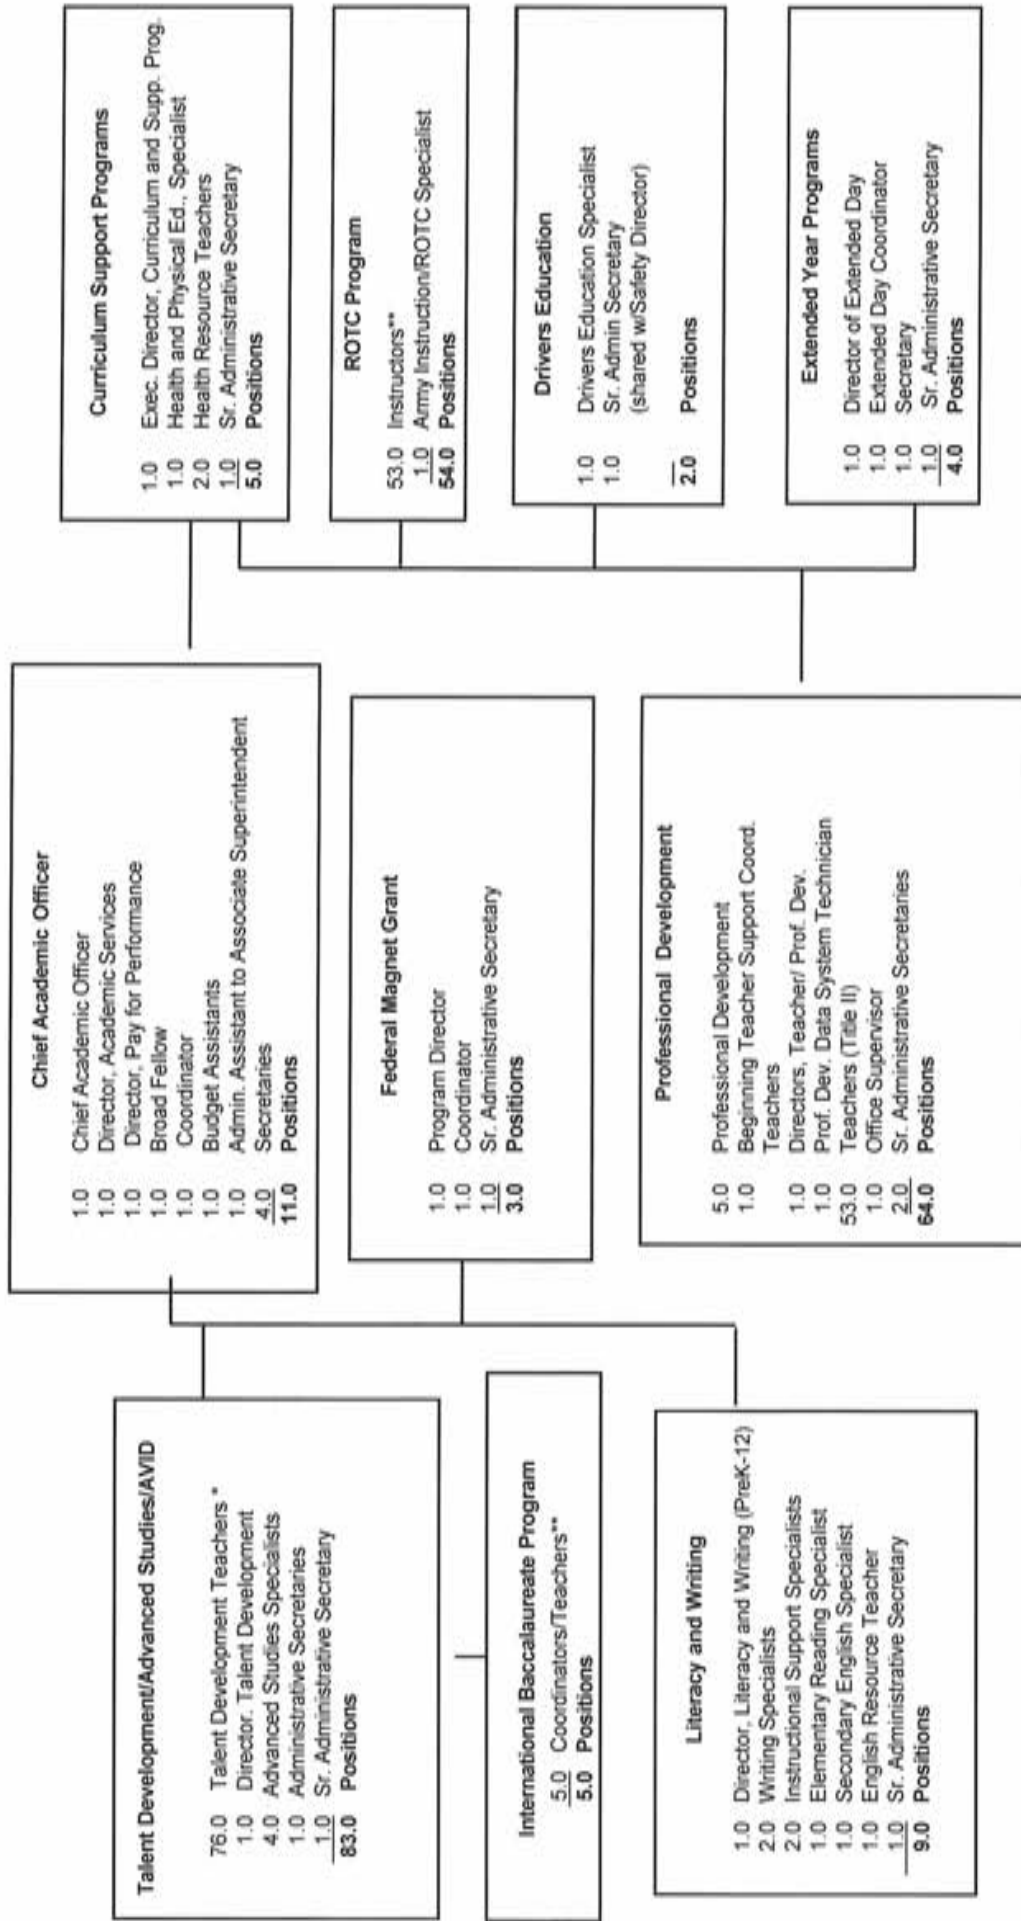 Chief Academic Officer
1.0 Chief Academic Officer
1.0 Director, Academic Services
1.0 Director, Pay for Performance
1.0 Broad Fellow
1.0 Coordinator
1.0 Budget Assistants
1.0 Admin. Assistant to Associate Superintendent
4.0 Secretaries
11.0 Positions
Talent Development/Advanced Studies/AVID
76.0 Talent Development Teachers *
1.0 Director, Talent Development
4.0 Advanced Studies Specialists
1.0 Administrative Secretaries
1.0 Sr. Administrative Secretary
83.0 Positions
International Baccalaureate Program
5.0 Coordinators/Teachers**
5.0 Positions
Literacy and Writing
1.0 Director, Literacy and Writing (PreK-12)
2.0 Writing Specialists
2.0 Instructional Support Specialists
1.0 Elementary Reading Specialist
1.0 Secondary English Specialist
1.0 English Resource Teacher
1.0 Sr. Administrative Secretary
9.0 Positions
Federal Magnet Grant
1.0 Program Director
1.0 Coordinator
1.0 Sr. Administrative Secretary
3.0 Positions
Professional Development
5.0 Professional Development
1.0 Beginning Teacher Support Coord.
Teachers
1.0 Directors, Teacher/ Prof. Dev.
1.0 Prof. Dev. Data System Technician
53.0 Teachers (Title II)
1.0 Office Supervisor
2.0 Sr. Administrative Secretaries
64.0 Positions
Curriculum Support Programs
1.0 Exec. Director, Curriculum and Supp. Prog.
1.0 Health and Physical Ed., Specialist
2.0 Health Resource Teachers
1.0 Sr. Administrative Secretary
5.0 Positions
ROTC Program
53.0 Instructors**
1.0 Army Instruction/ROTC Specialist
54.0 Positions
Drivers Education
1.0 Drivers Education Specialist
1.0 Sr. Admin Secretary
(shared w/Safety Director)
2.0 Positions
Extended Year Programs
1.0 Director of Extended Day
1.0 Extended Day Coordinator
1.0 Secretary
1.0 Sr. Administrative Secretary
4.0 Positions